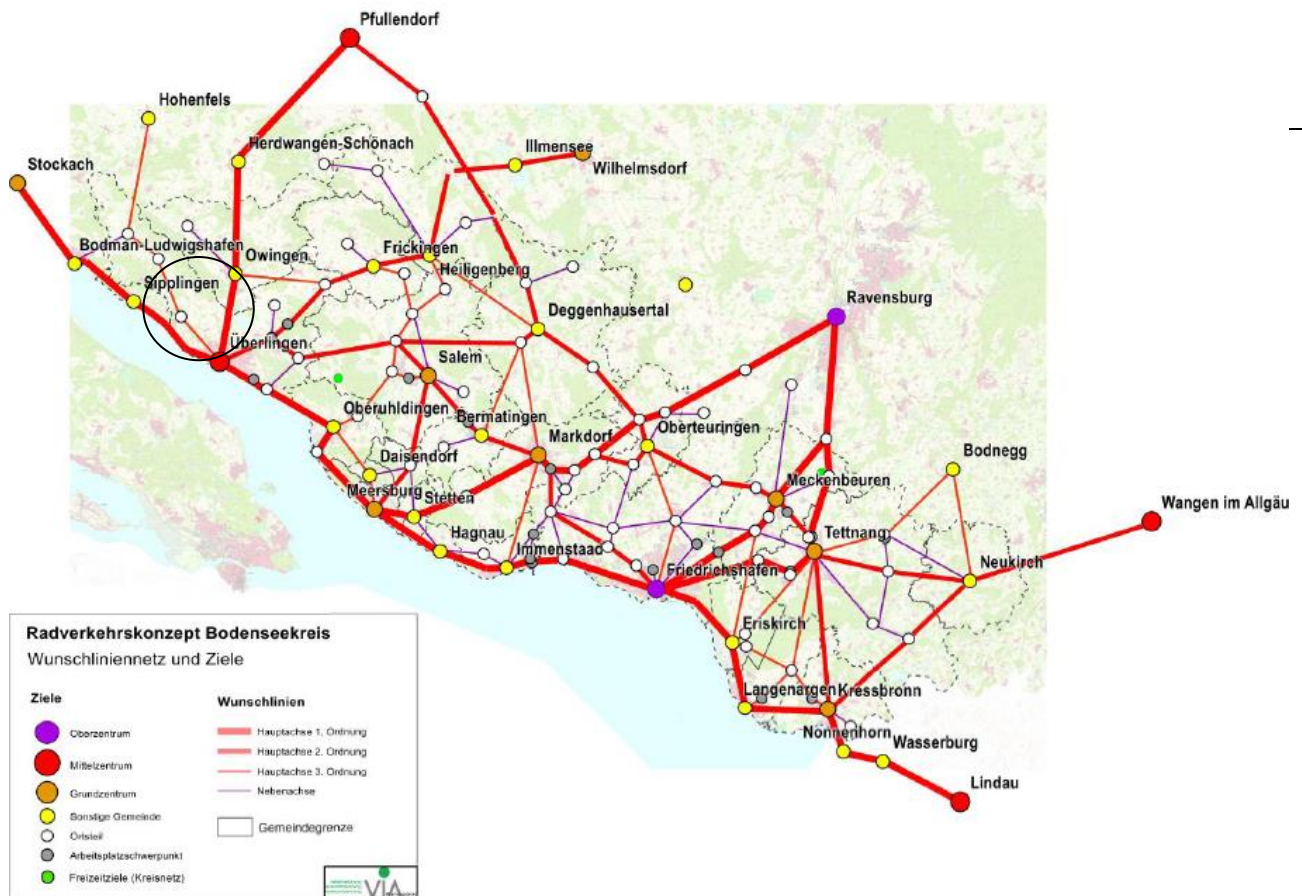 Pfullendorf
Hohenfels
Herdwangen-Schönach
Illmensee
Wilhelmsdorf
Stockach
Bodman-Ludwigshafen
Owingen
Frickingen
Heiligenberg
Sipplingen
Deggenhausertal
Ravensburg
Überlingen
Salem
Oberuhldingen
Bermatingen
Oberteuringen
Markdorf
Bodnegg
Daisendorf
Meckenbeuren
Meersburg
Stetten
Wangen im Allgäu
Hagnau
Tettnang
Immenstaad
Neukirch
Friedrichshafen
Eriskirch
Langenargen
Kressbronn
Nonnenhorn
Wasserburg
Lindau
Radverkehrskonzept Bodenseekreis
Wunschliniennetz und Ziele
Ziele
Oberzentrum
Mittelzentrum
Grundzentrum
Sonstige Gemeinde
Ortsteil
Arbeitsplatzschwerpunkt
Freizeitziele (Kreisnetz)
Wunschlinien
Hauptachse 1. Ordnung
Hauptachse 2. Ordnung
Hauptachse 3. Ordnung
Nebenachse
Gemeindegrenze
VIA